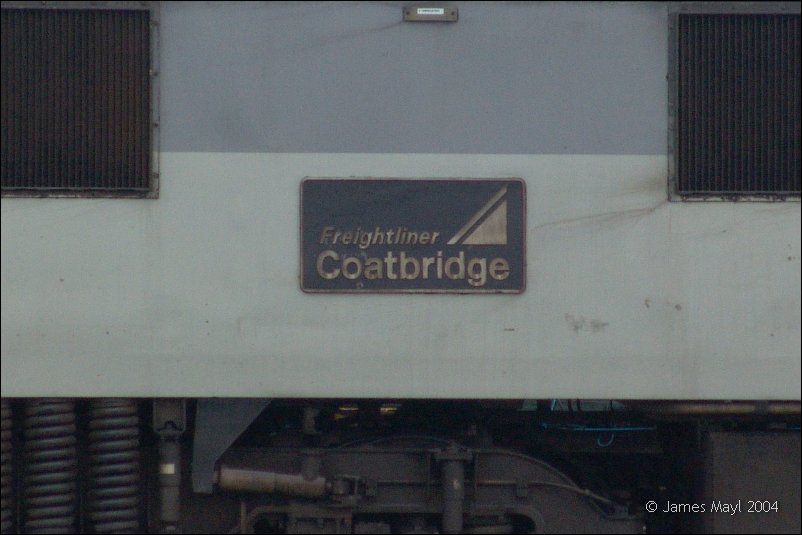 Freightliner
Coatbridge
© James Mayl 2004